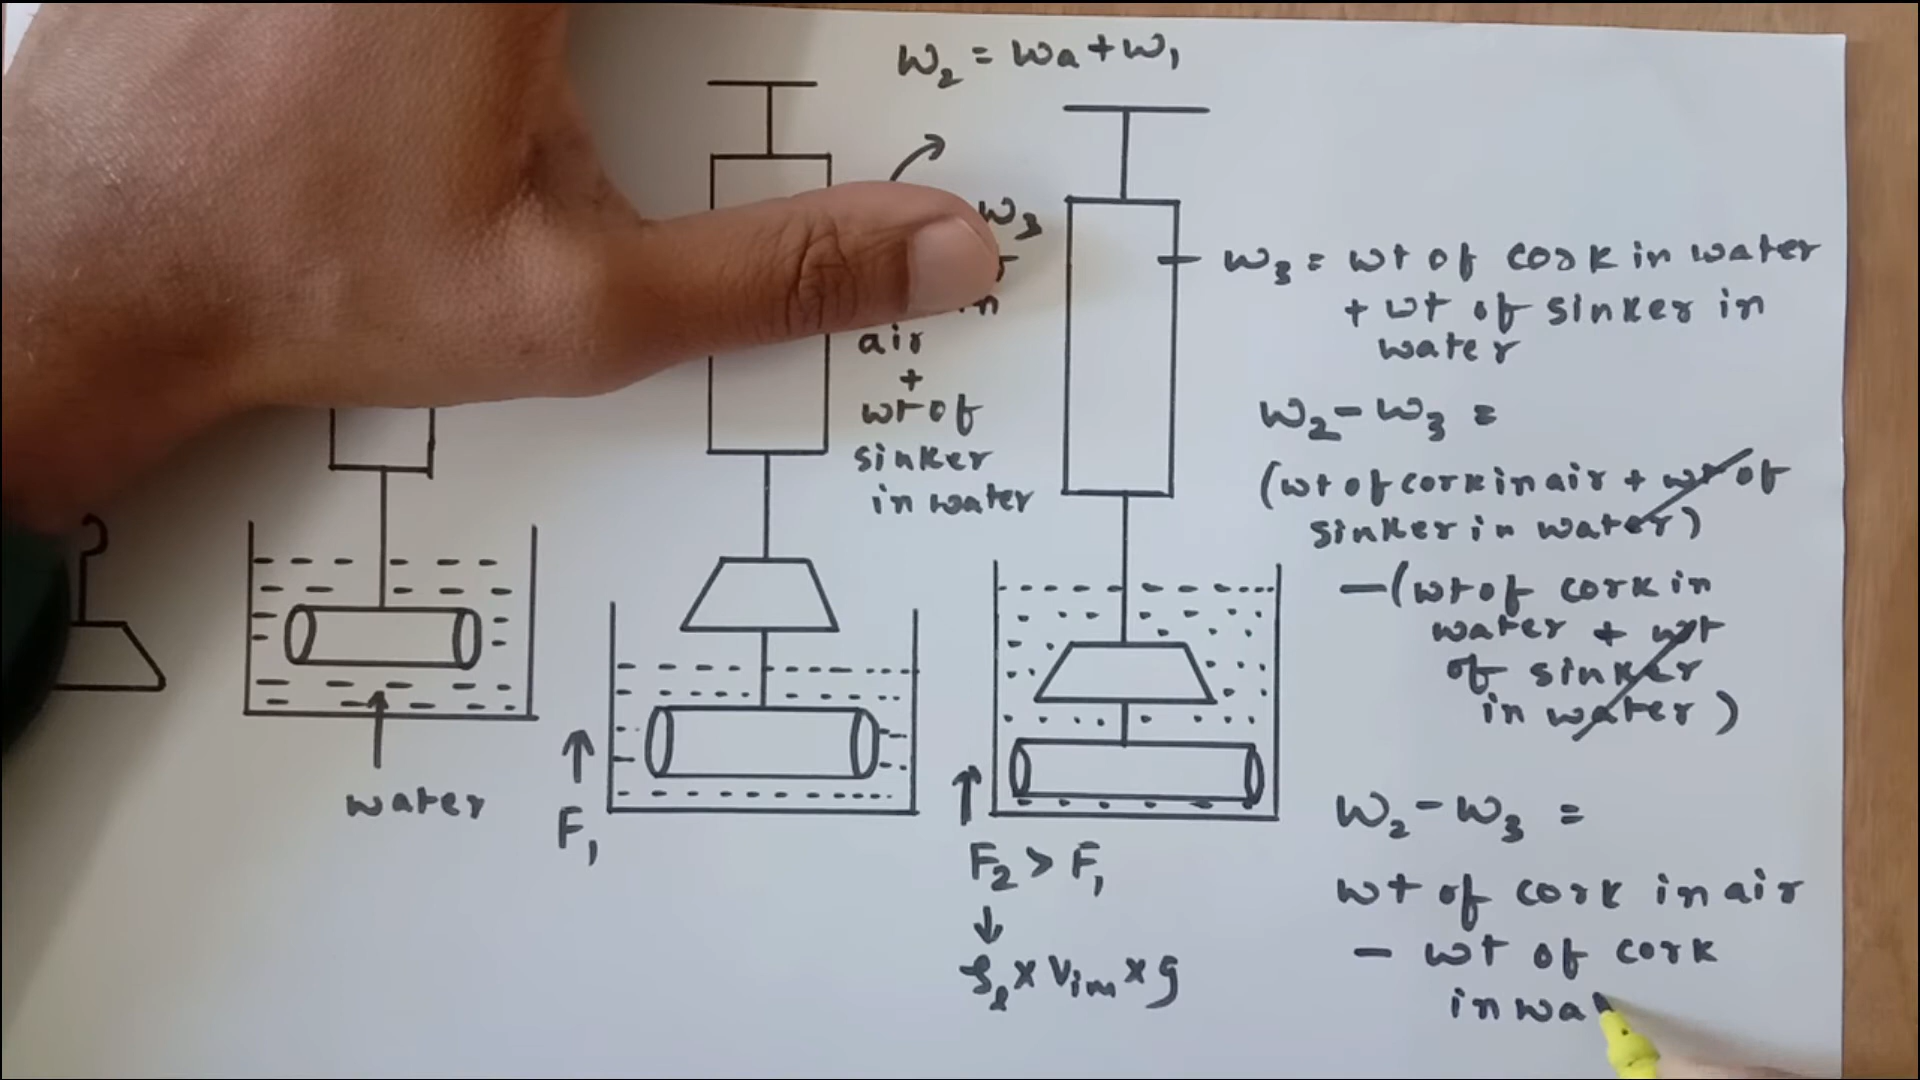 W₂ = Wa + W₁
W₃
in
air
+
wt of
sinker
in water
water
F₁
W₃ = wt of cork in water
+ wt of sinker in
water
W₂ - W₃ =
(wt of cork in air + wt of
sinker in water)
- (wt of cork in
water + wt
of sinker
in water)
F₂ > F₁
↓
ρₗ x Vim x g
W₂ - W₃ =
wt of cork in air
- wt of cork
in wat